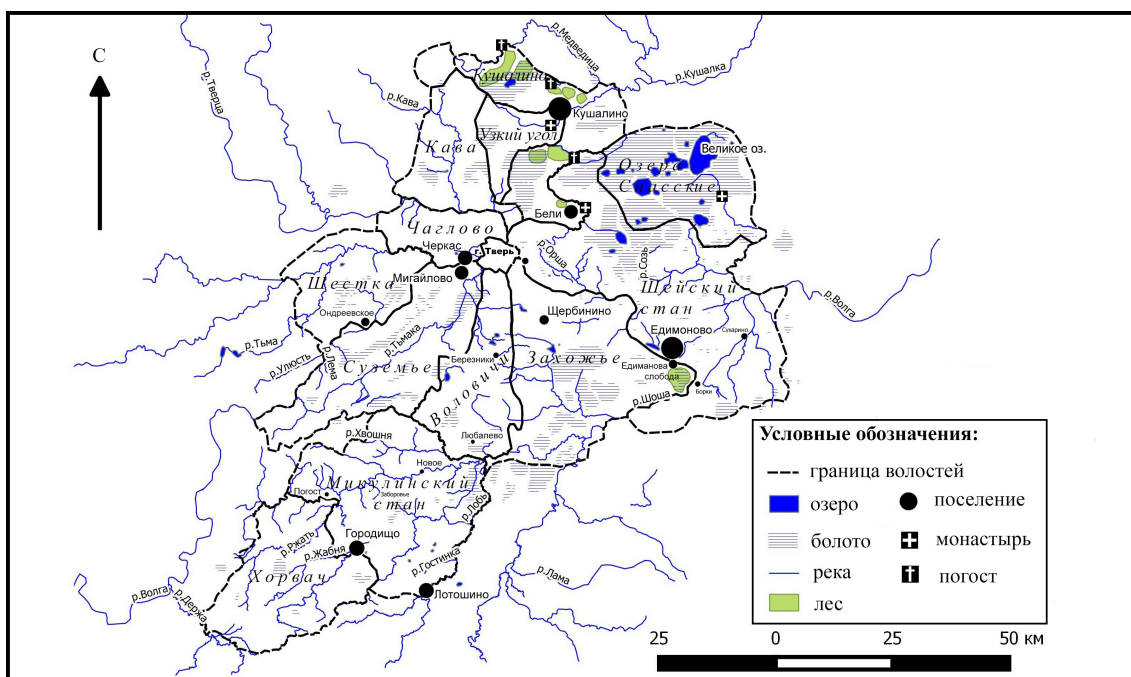 С
р.Тверца
р.Медведица
р.Кушалка
Кушалино
Кушалино
р.Кава
Узкий угол
Кава
Великое оз.
Озера
Спасские
Бели
Чаглово
Черкас
г. Тверь
р.Орша
р.Созь
Мигайлово
Шестка
Шейский
стан
р.Волга
Ондреевское
Щербинино
Едимоново
Сухарино
р.Тьма
р.Тьмака
р.Улюсть
р.Лема
Березники
Захожье
Едиманова
слобода
Суземье
Воловичи
р.Шоша
Борки
р.Хвошня
Любалево
Новое
Микулинский
стан
Погост
Заборовье
р.Лобь
Городищо
р.Ржать
р.Жабня
р.Гостинка
Хорвач
р.Лама
р.Волга
р.Держа
Лотошино
Условные обозначения:
граница волостей
озеро
поселение
болото
монастырь
река
погост
лес
25
0
25
50 км